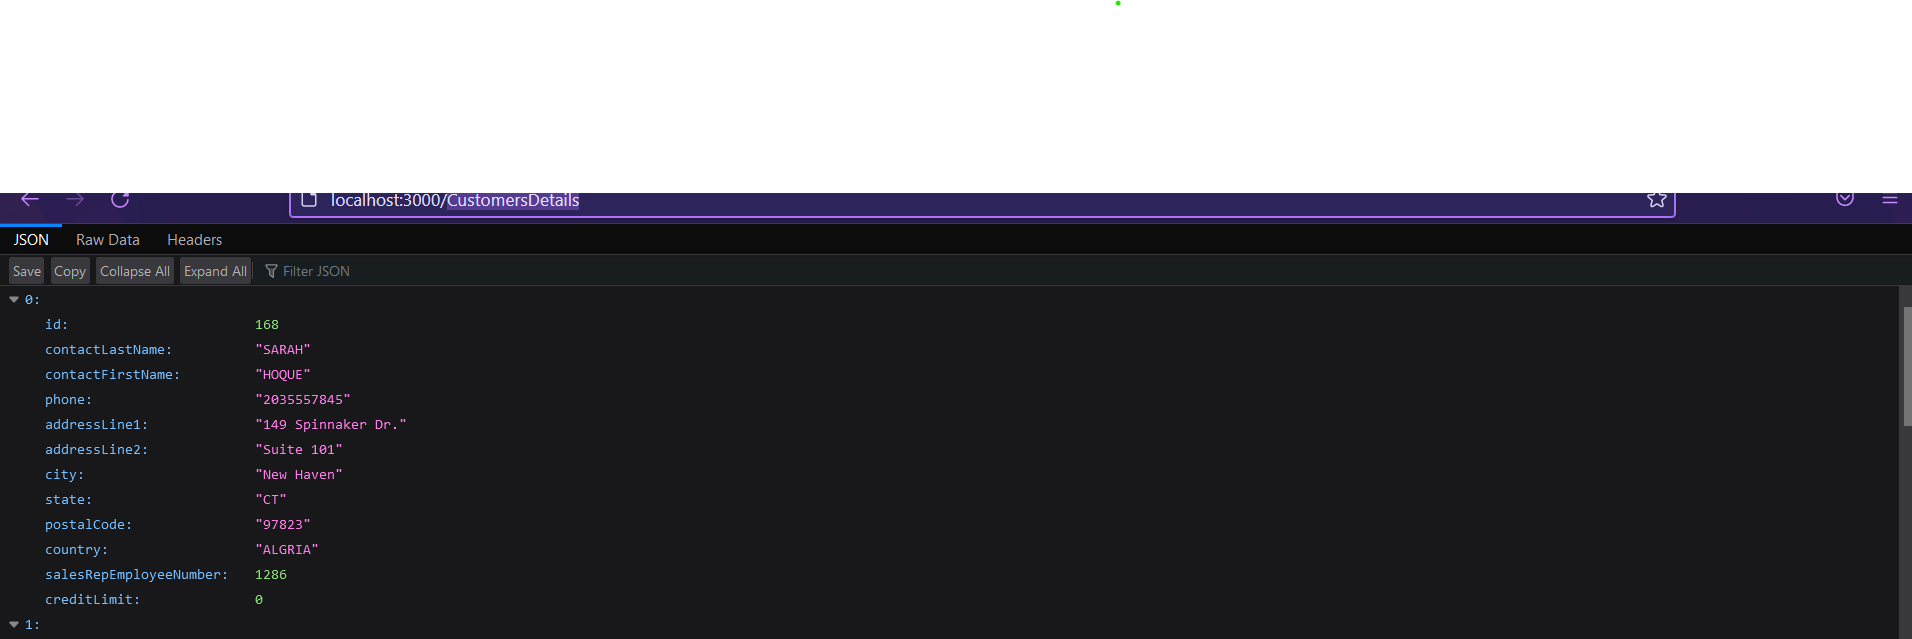 localhost:3000/CustomersDetails
JSON Raw Data Headers
Save Copy Collapse All Expand All Filter JSON
0:
id: 168
contactLastName: "SARAH"
contactFirstName: "HOQUE"
phone: "2035557845"
addressLine1: "149 Spinnaker Dr."
addressLine2: "Suite 101"
city: "New Haven"
state: "CT"
postalCode: "97823"
country: "ALGRIA"
salesRepEmployeeNumber: 1286
creditLimit: 0
1: